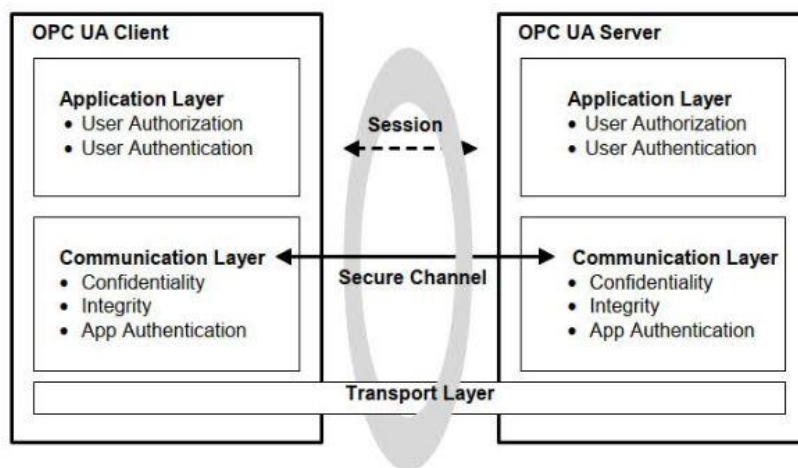 OPC UA Client
Application Layer
• User Authorization
• User Authentication
Communication Layer
• Confidentiality
• Integrity
• App Authentication
Session
Secure Channel
Transport Layer
OPC UA Server
Application Layer
• User Authorization
• User Authentication
Communication Layer
• Confidentiality
• Integrity
• App Authentication